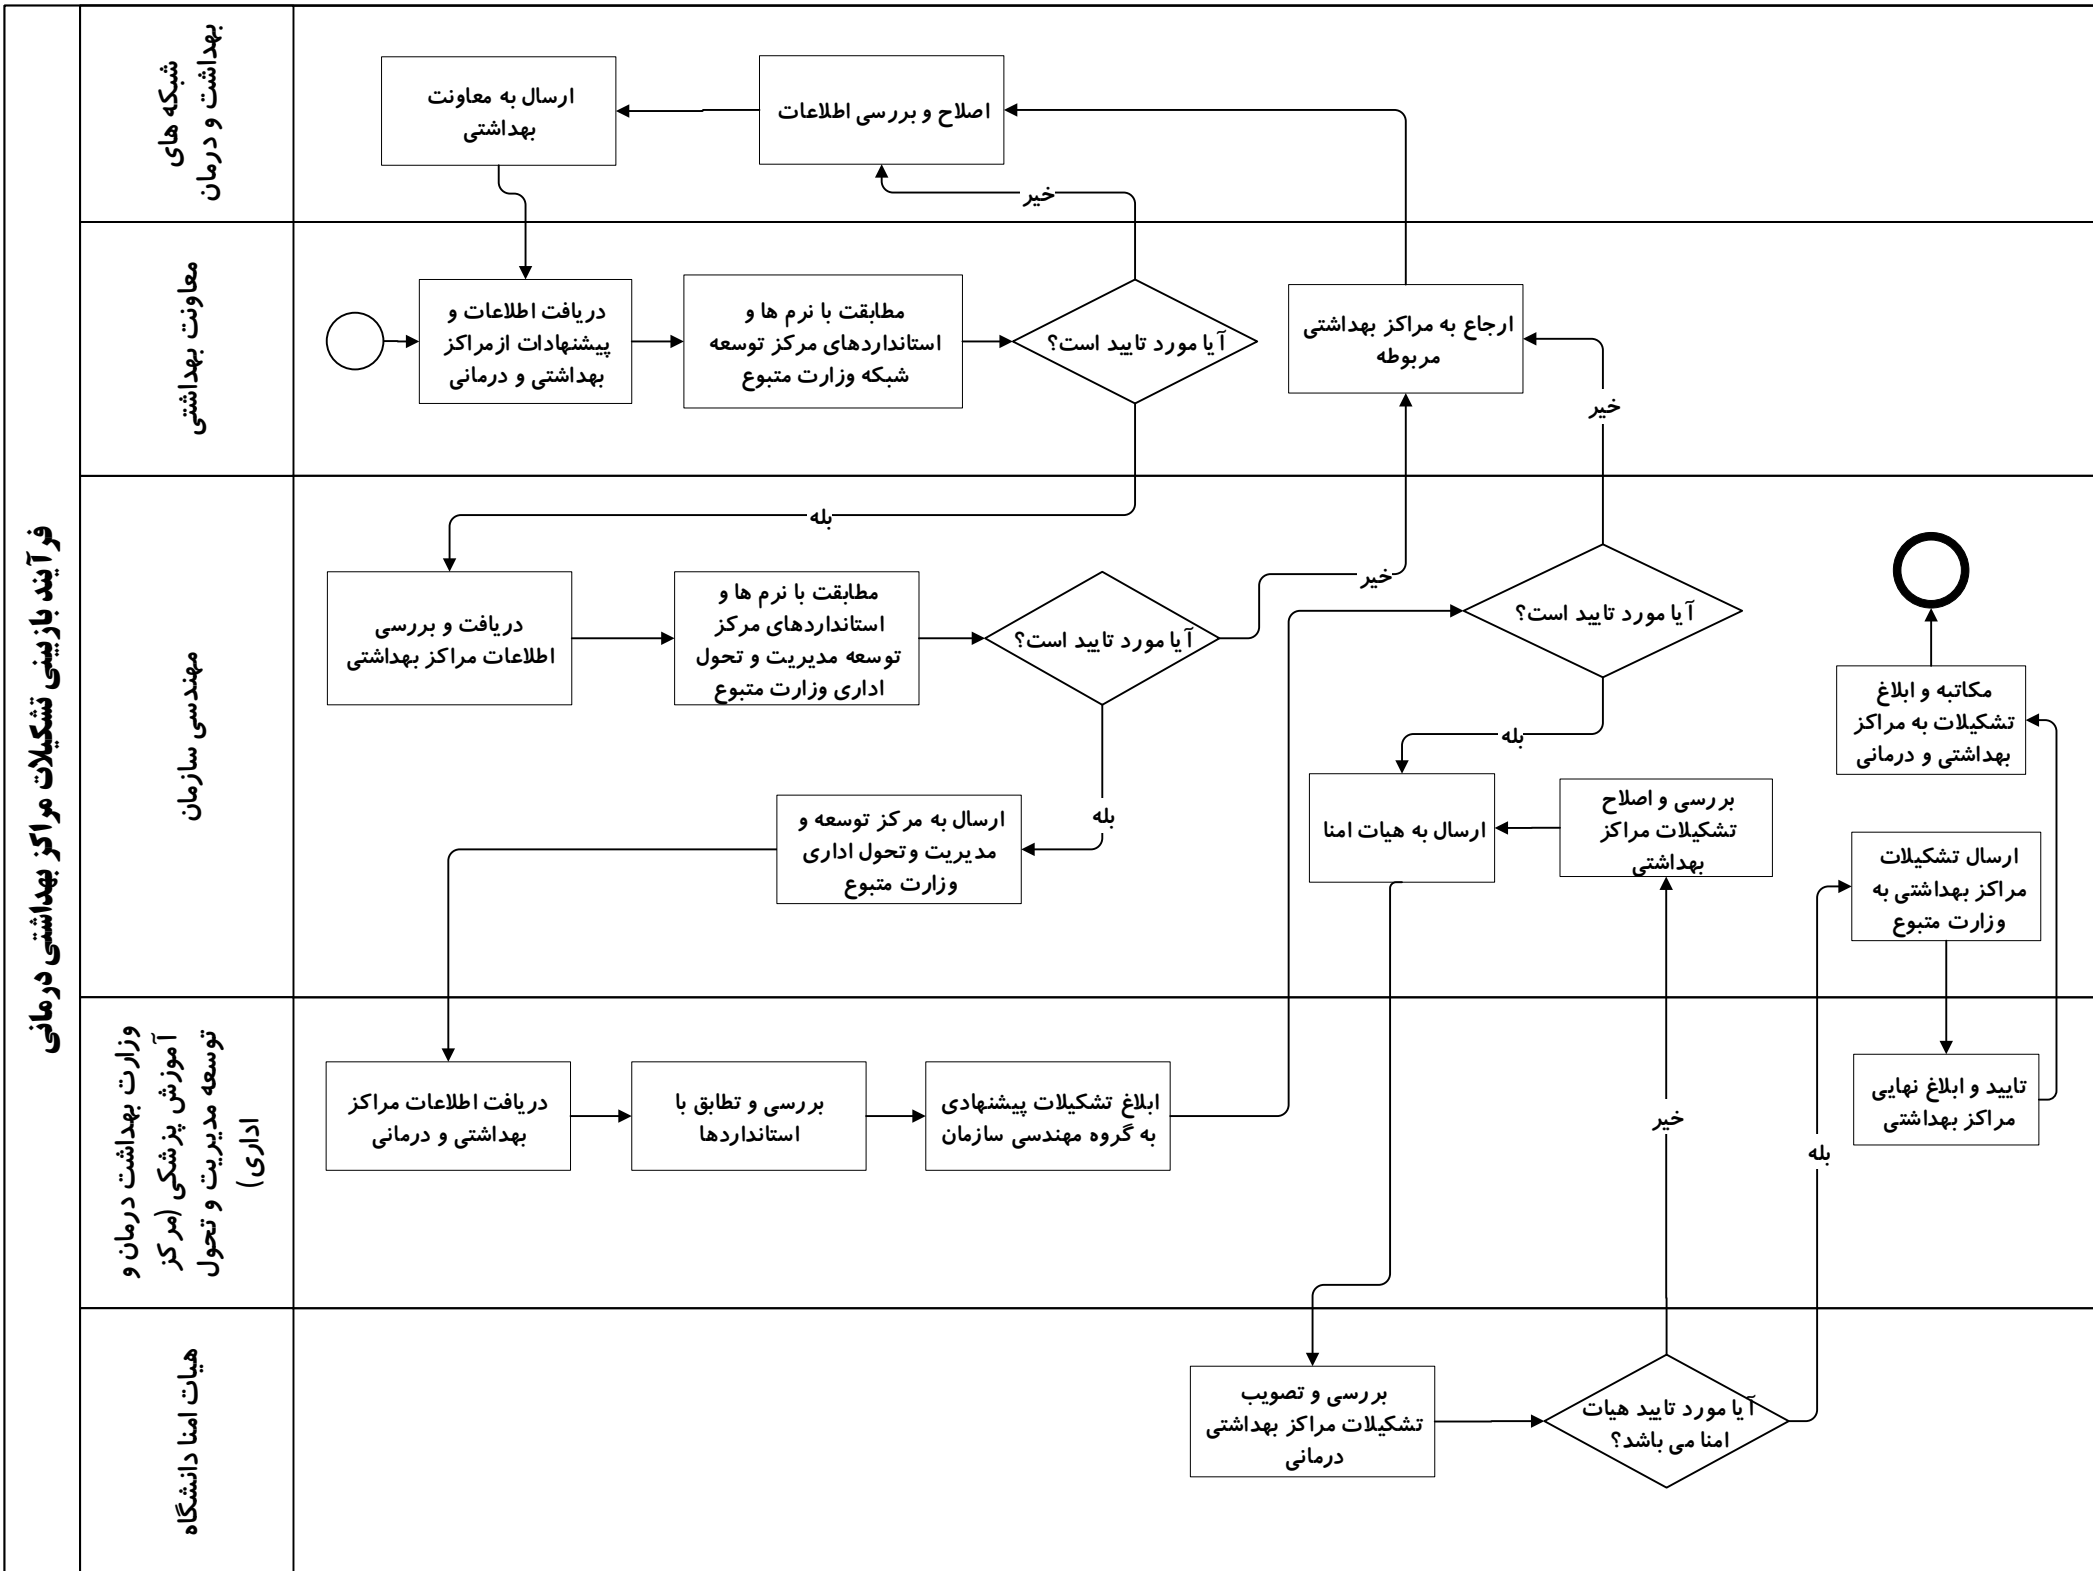 فرآیند بازبینی تشکیلات مراکز بهداشتی درمانی
شبکه های
بهداشت و درمان
ارسال به معاونت
بهداشتی
اصلاح و بررسی اطلاعات
خیر
معاونت بهداشتی
دریافت اطلاعات و
پیشنهادات ازمراکز
بهداشتی و درمانی
مطابقت با نرم ها و
استانداردهای مرکز توسعه
شبکه وزارت متبوع
آیا مورد تایید است؟
ارجاع به مراکز بهداشتی
مربوطه
خیر
مهندسی سازمان
بله
دریافت و بررسی
اطلاعات مراکز بهداشتی
مطابقت با نرم ها و
استانداردهای مرکز
توسعه مدیریت و تحول
اداری وزارت متبوع
آیا مورد تایید است؟
خیر
آیا مورد تایید است؟
بله
بله
ارسال به مرکز توسعه و
مدیریت وتحول اداری
وزارت متبوع
ارسال به هیات امنا
بررسی و اصلاح
تشکیلات مراکز
بهداشتی
مکاتبه و ابلاغ
تشکیلات به مراکز
بهداشتی و درمانی
ارسال تشکیلات
مراکز بهداشتی به
وزارت متبوع
وزارت بهداشت درمان و
آموزش پزشکی (مرکز
توسعه مدیریت و تحول
اداری)
دریافت اطلاعات مراکز
بهداشتی و درمانی
بررسی و تطابق با
استانداردها
ابلاغ تشکیلات پیشنهادی
به گروه مهندسی سازمان
خیر
بله
تایید و ابلاغ نهایی
مراکز بهداشتی
هیات امنا دانشگاه
بررسی و تصویب
تشکیلات مراکز بهداشتی
درمانی
آیا مورد تایید هیات
امنا می باشد؟